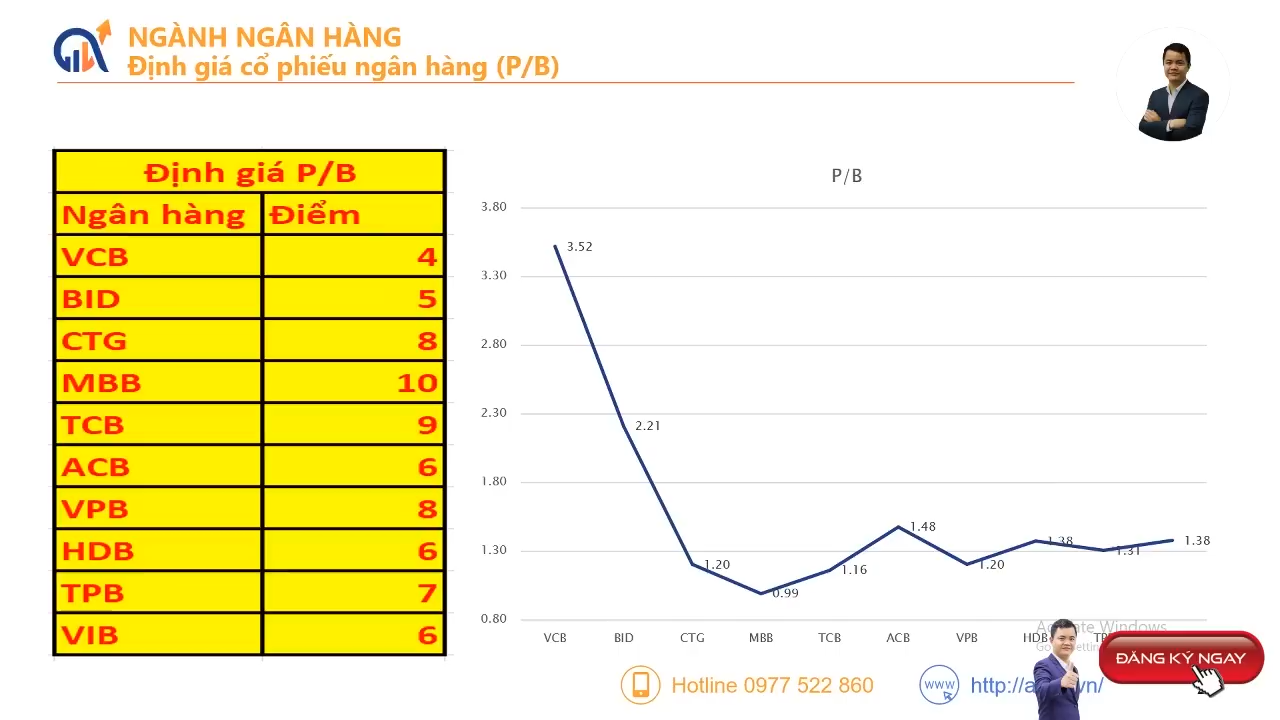 NGÀNH NGÂN HÀNG
Định giá cổ phiếu ngân hàng (P/B)
Định giá P/B
Ngân hàng Điểm
VCB 4
BID 5
CTG 8
MBB 10
TCB 9
ACB 6
VPB 8
HDB 6
TPB 7
VIB 6
P/B
3.80
3.30
2.80
2.30
1.80
1.30
0.80
3.52
2.21
1.20
0.99
1.16
1.48
1.20
1.38
1.31
1.38
VCB BID CTG MBB TCB ACB VPB HDB
Windows
ĐĂNG KÝ NGAY
Hotline 0977 522 860
www